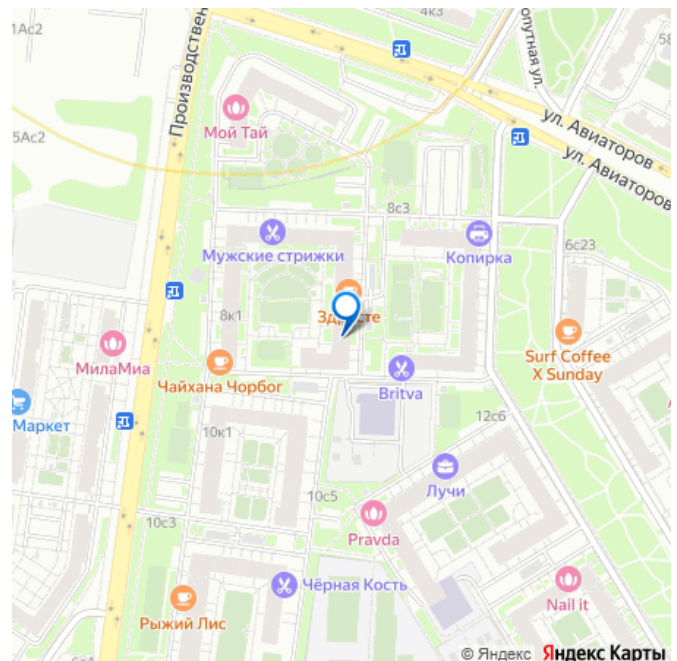 4к3
1Ас2
Производствен
опутная ул.
58
5Ас2
Мой Тай
ул. Авиаторов
ул. Авиаторов
8с3
Мужские стрижки
Копирка
6с23
8к1
МилаМиа
Чайхана Чорбог
Britva
Surf Coffee
X Sunday
Маркет
10к1
12с6
Лучи
10с5
10с3
Pravda
Чёрная Кость
Nail it
Рыжий Лис
© Яндекс Яндекс Карты